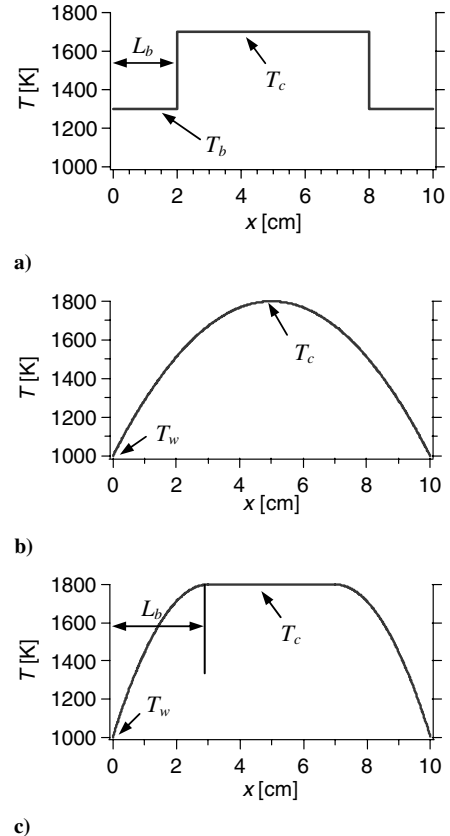 1800
1600
1400
1200
1000
T [K]
L_b
T_c
T_b
0 2 4 6 8 10
x [cm]
a)
1800
1600
1400
1200
1000
T [K]
T_c
T_w
0 2 4 6 8 10
x [cm]
b)
1800
1600
1400
1200
1000
T [K]
L_b
T_c
T_w
0 2 4 6 8 10
x [cm]
c)